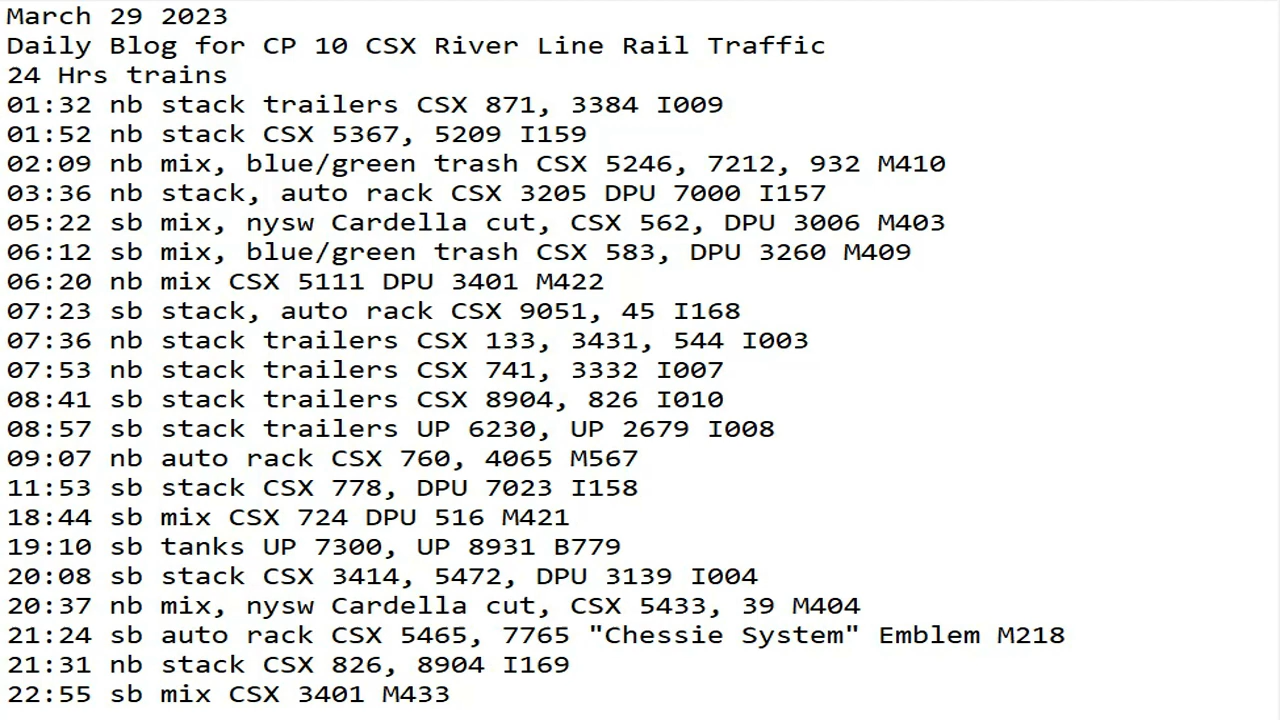 March 29 2023
Daily Blog for CP 10 CSX River Line Rail Traffic
24 Hrs trains
01:32 nb stack trailers CSX 871, 3384 I009
01:52 nb stack CSX 5367, 5209 I159
02:09 nb mix, blue/green trash CSX 5246, 7212, 932 M410
03:36 nb stack, auto rack CSX 3205 DPU 7000 I157
05:22 sb mix, nysw Cardella cut, CSX 562, DPU 3006 M403
06:12 sb mix, blue/green trash CSX 583, DPU 3260 M409
06:20 nb mix CSX 5111 DPU 3401 M422
07:23 sb stack, auto rack CSX 9051, 45 I168
07:36 nb stack trailers CSX 133, 3431, 544 I003
07:53 nb stack trailers CSX 741, 3332 I007
08:41 sb stack trailers CSX 8904, 826 I010
08:57 sb stack trailers UP 6230, UP 2679 I008
09:07 nb auto rack CSX 760, 4065 M567
11:53 sb stack CSX 778, DPU 7023 I158
18:44 sb mix CSX 724 DPU 516 M421
19:10 sb tanks UP 7300, UP 8931 B779
20:08 sb stack CSX 3414, 5472, DPU 3139 I004
20:37 nb mix, nysw Cardella cut, CSX 5433, 39 M404
21:24 sb auto rack CSX 5465, 7765 "Chessie System" Emblem M218
21:31 nb stack CSX 826, 8904 I169
22:55 sb mix CSX 3401 M433